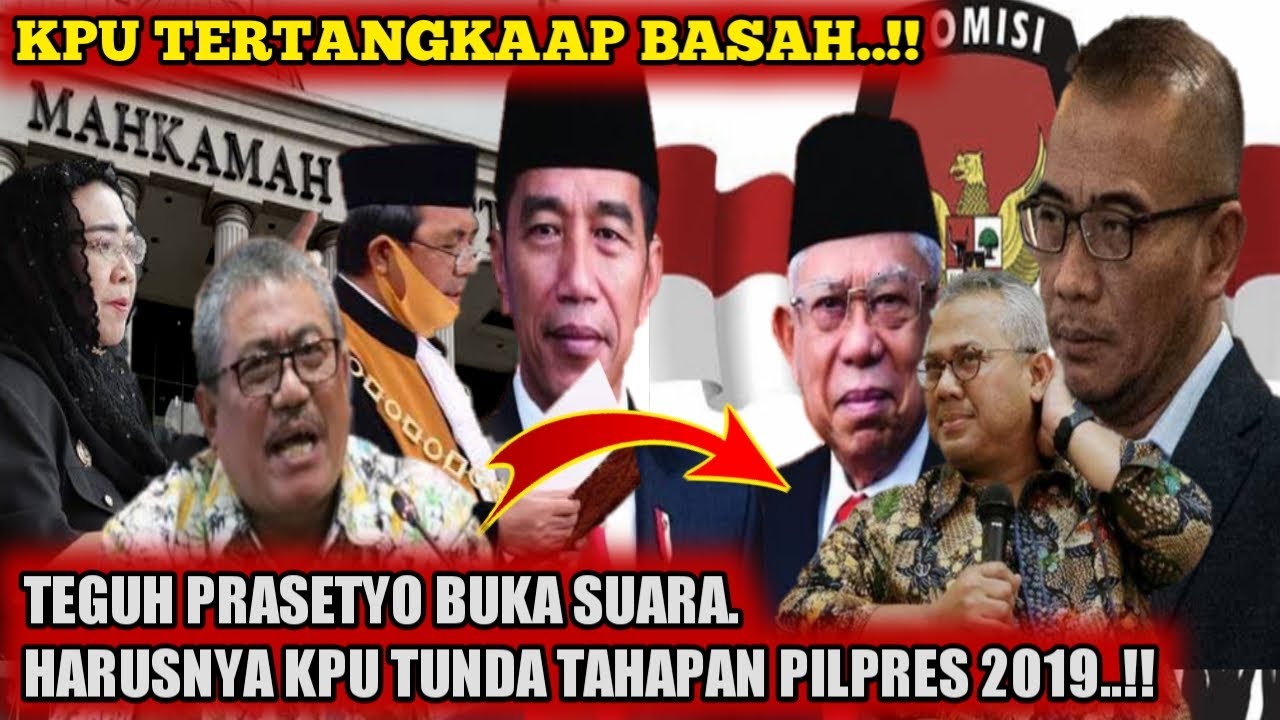 KPU TERTANGKAAP BASAH..!!
OMISI
MAHKAMAH
TEGUH PRASETYO BUKA SUARA.
HARUSNYA KPU TUNDA TAHAPAN PILPRES 2019..!!